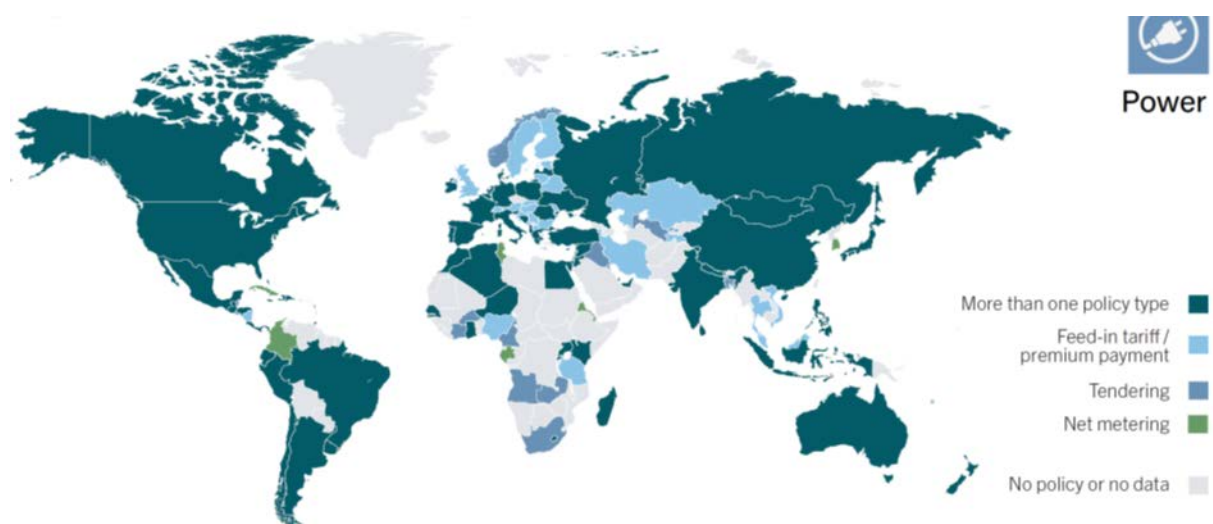 Power
More than one policy type
Feed-in tariff /
premium payment
Tendering
Net metering
No policy or no data